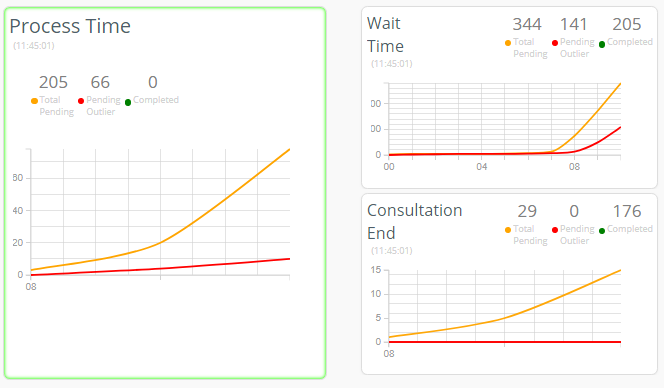 Process Time
(11:45:01)
205 66 0
Total Pending Completed
Pending Outlier
80
40
20
0
08
Wait 344 141 205
Time Total Pending Completed
Pending Outlier
(11:45:01)
00
00
0
00 04 08
Consultation 29 0 176
End Total Pending Completed
Pending Outlier
(11:45:01)
15
10
5
0
08